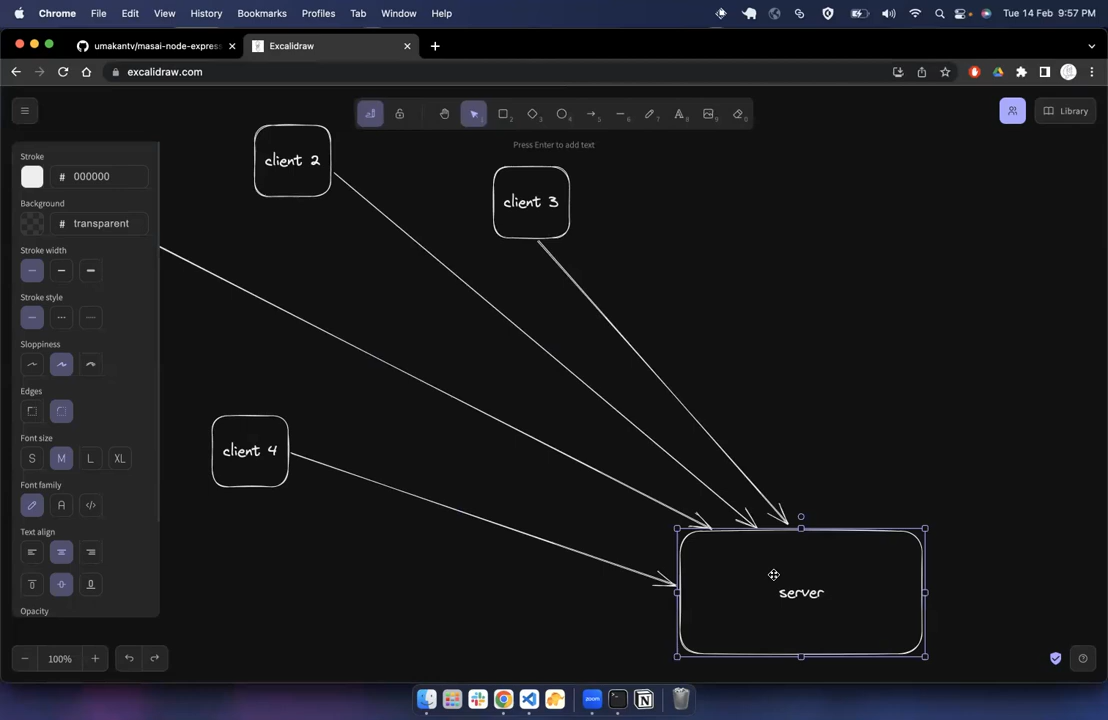 Chrome File Edit View History Bookmarks Profiles Tab Window Help Tue 14 Feb 9:57 PM
umakantv/masai-node-express Excalidraw
excalidraw.com
Library
Press Enter to add text
Stroke
# 000000
Background
# transparent
Stroke width
Stroke style
Sloppiness
Edges
Font size
S M L XL
Font family
A </>
Text align
Opacity
client 2
client 3
client 4
server
100%
zoom